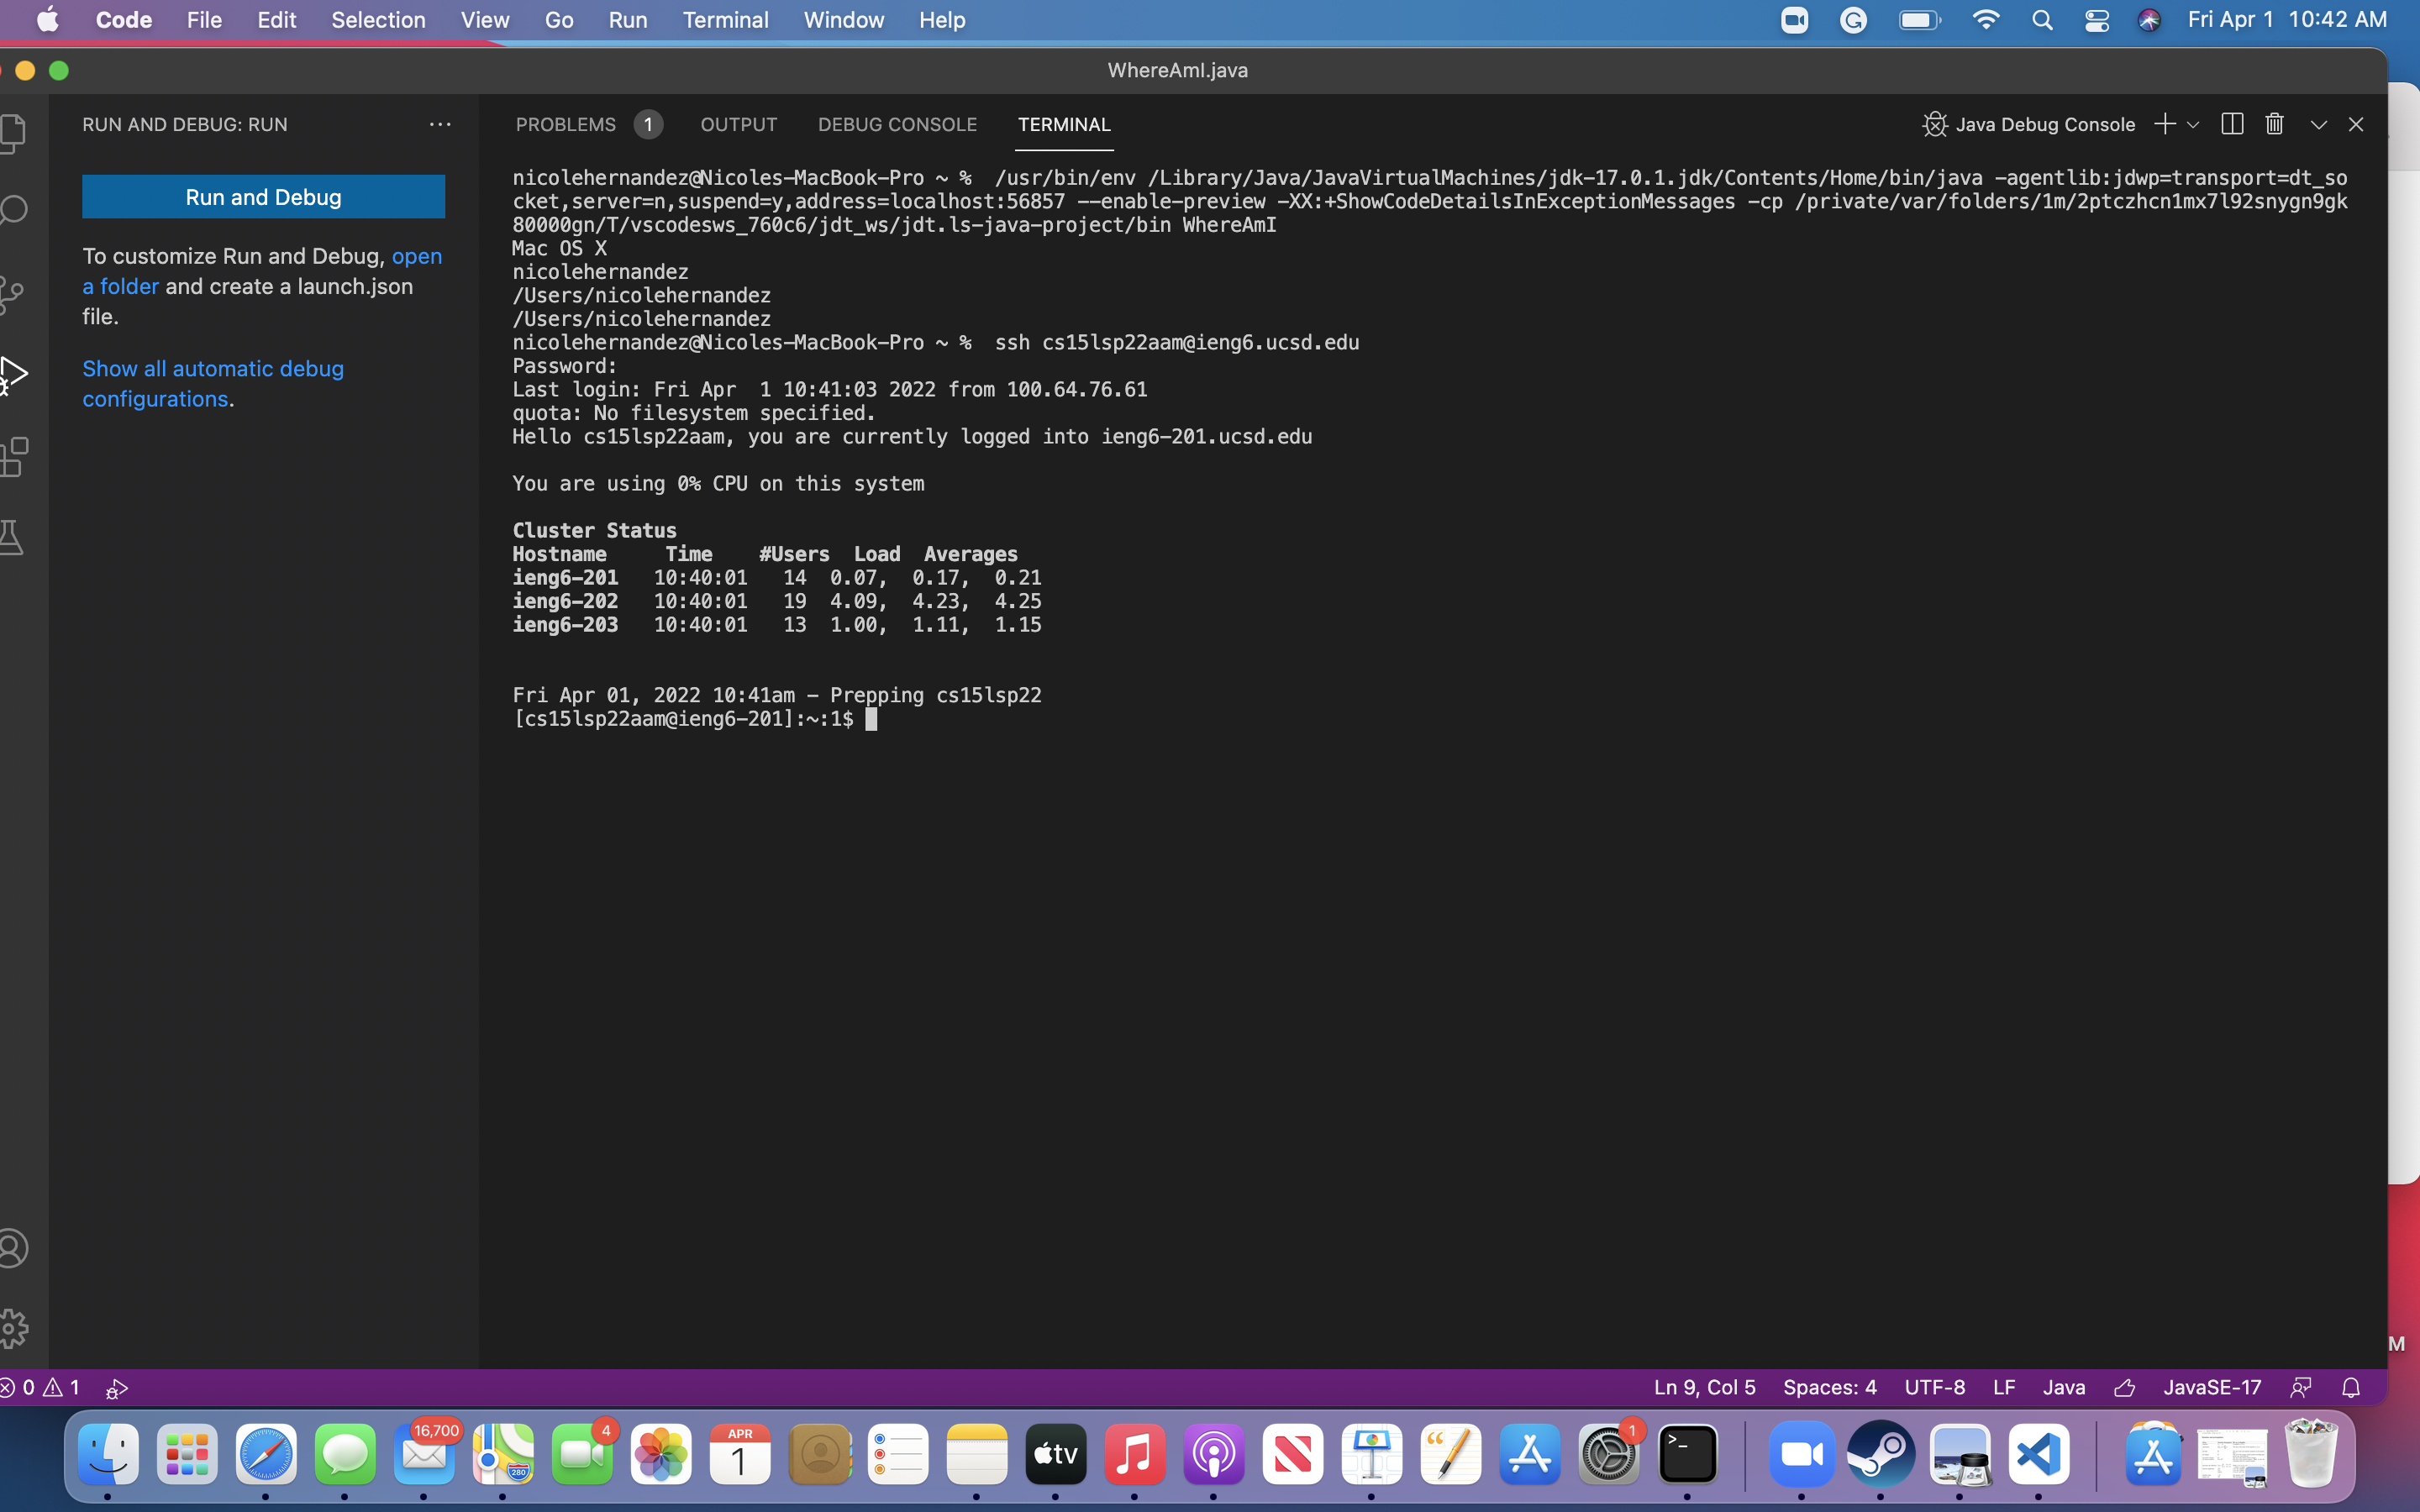 Code File Edit Selection View Go Run Terminal Window Help Fri Apr 1 10:42 AM
WhereAmI.java
RUN AND DEBUG: RUN ···
Run and Debug
To customize Run and Debug, open
a folder and create a launch.json
file.
Show all automatic debug
configurations.
PROBLEMS 1 OUTPUT DEBUG CONSOLE TERMINAL Java Debug Console
nicolehernandez@Nicoles-MacBook-Pro ~ %  /usr/bin/env /Library/Java/JavaVirtualMachines/jdk-17.0.1.jdk/Contents/Home/bin/java -agentlib:jdwp=transport=dt_so
cket,server=n,suspend=y,address=localhost:56857 --enable-preview -XX:+ShowCodeDetailsInExceptionMessages -cp /private/var/folders/1m/2ptczhcn1mx7l92snygn9gk
80000gn/T/vscodesws_760c6/jdt_ws/jdt.ls-java-project/bin WhereAmI
Mac OS X
nicolehernandez
/Users/nicolehernandez
/Users/nicolehernandez
nicolehernandez@Nicoles-MacBook-Pro ~ %  ssh cs15lsp22aam@ieng6.ucsd.edu
Password:
Last login: Fri Apr  1 10:41:03 2022 from 100.64.76.61
quota: No filesystem specified.
Hello cs15lsp22aam, you are currently logged into ieng6-201.ucsd.edu
You are using 0% CPU on this system
Cluster Status
Hostname     Time    #Users  Load  Averages
ieng6-201   10:40:01   14  0.07,  0.17,  0.21
ieng6-202   10:40:01   19  4.09,  4.23,  4.25
ieng6-203   10:40:01   13  1.00,  1.11,  1.15
Fri Apr 01, 2022 10:41am - Prepping cs15lsp22
[cs15lsp22aam@ieng6-201]:~:1$
M
0 1 Ln 9, Col 5 Spaces: 4 UTF-8 LF Java JavaSE-17
16,700 280 4 APR 1 tv 1 >_